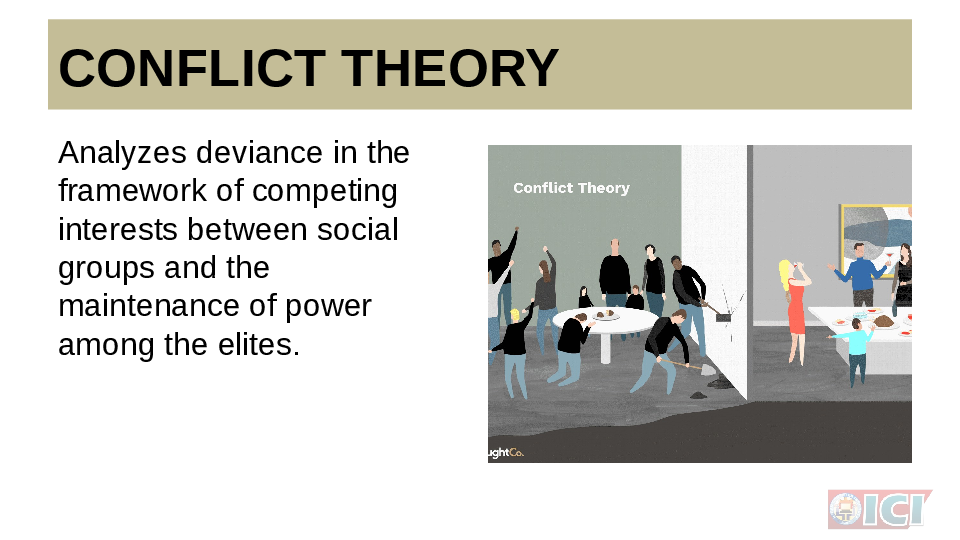 CONFLICT THEORY
Analyzes deviance in the
framework of competing
interests between social
groups and the
maintenance of power
among the elites.
Conflict Theory
ughtCo.
ICI